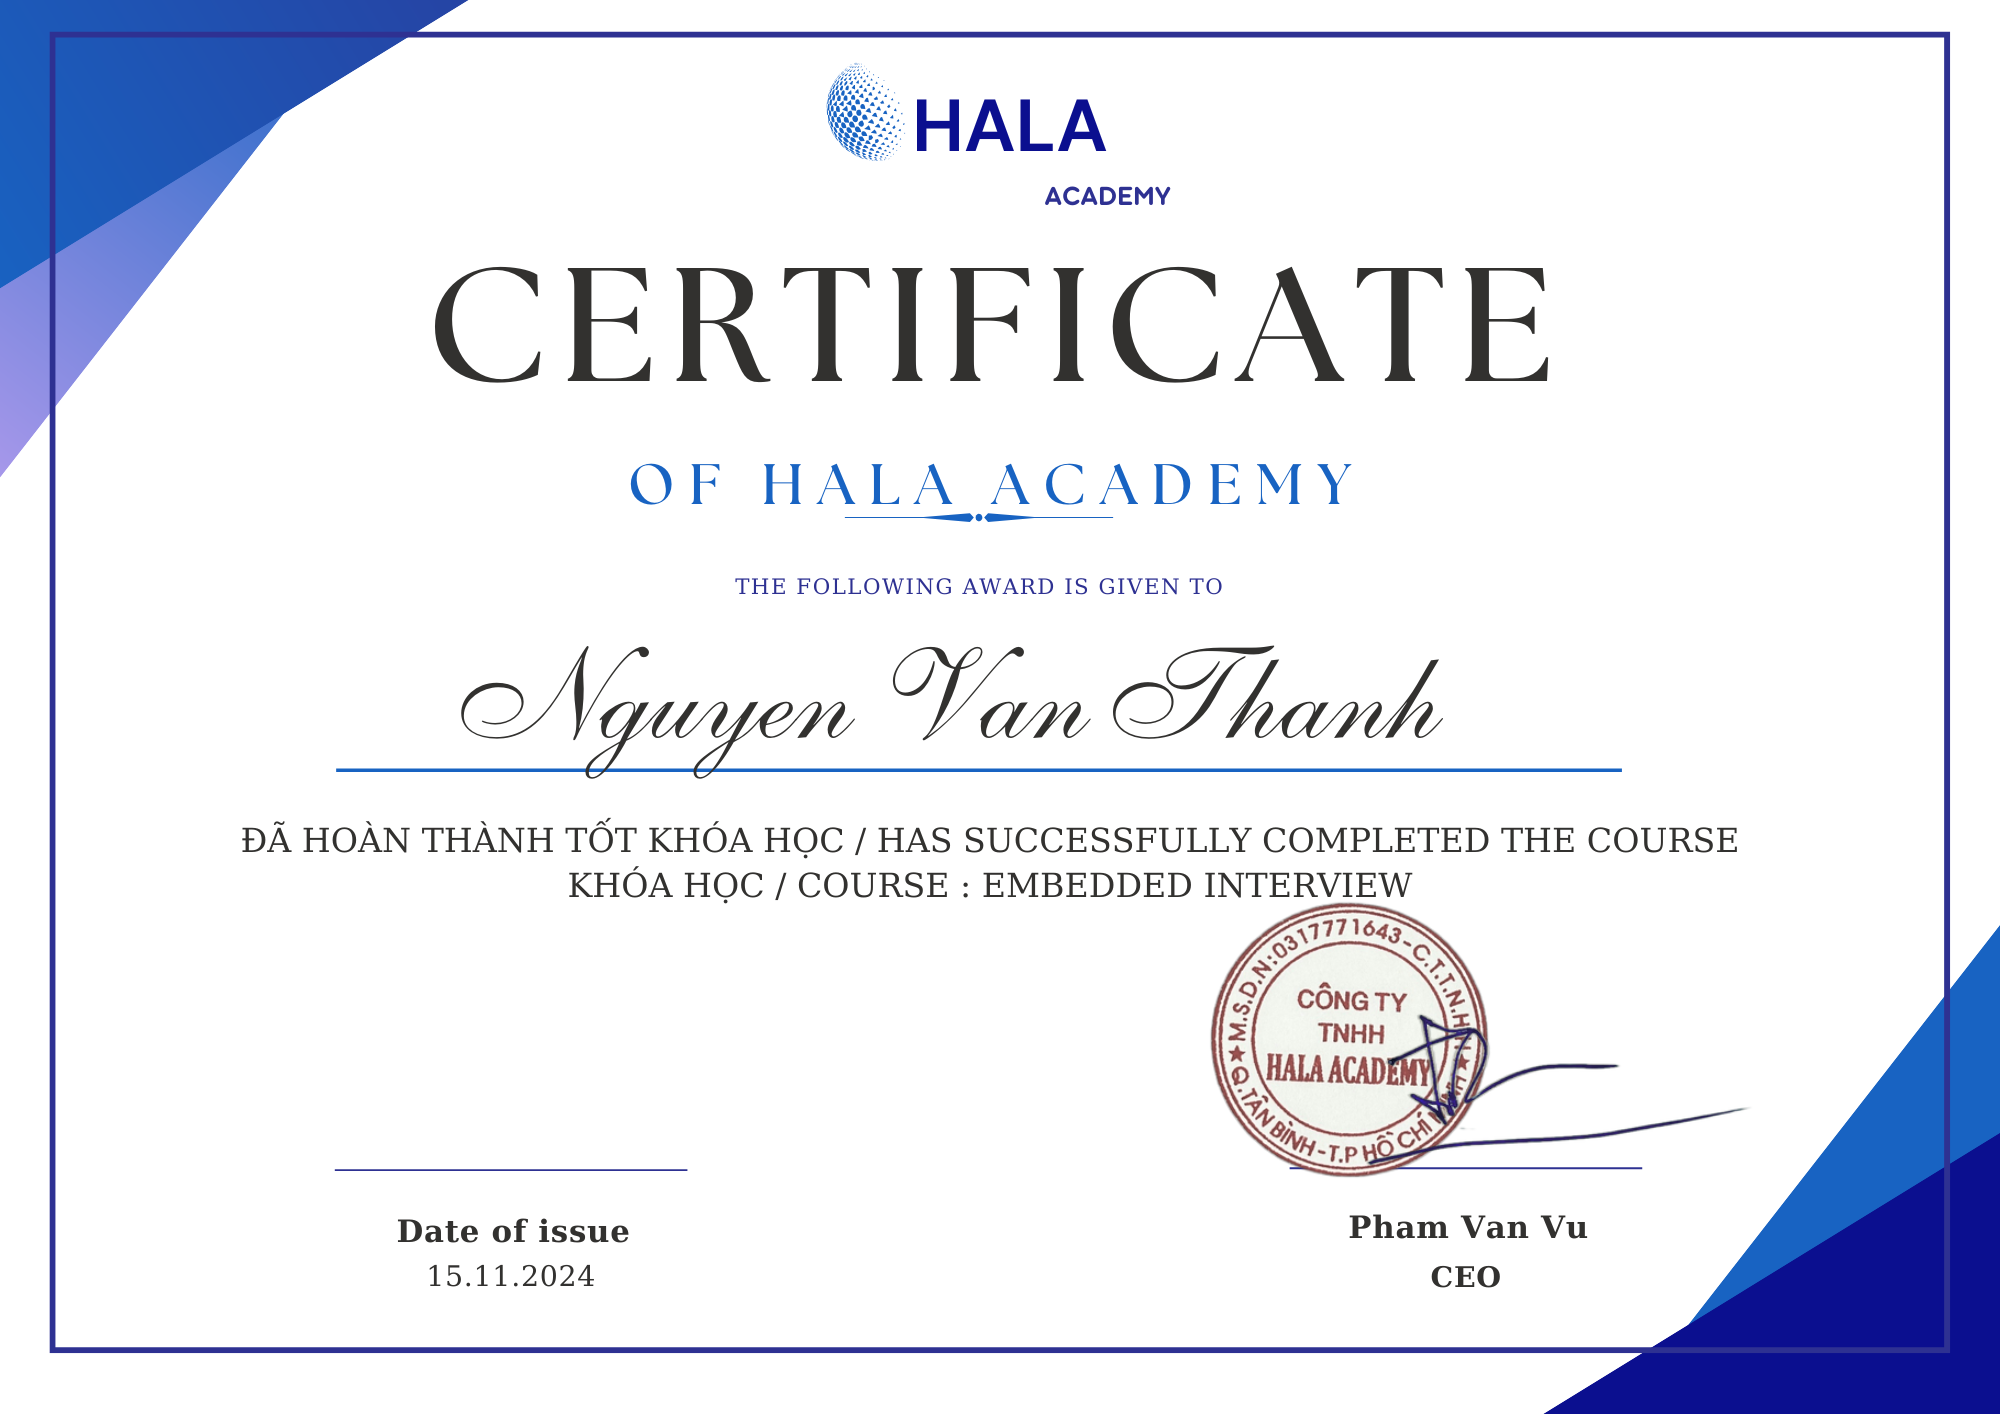 HALA
ACADEMY
CERTIFICATE
OF HALA ACADEMY
THE FOLLOWING AWARD IS GIVEN TO
Nguyen Van Thanh
ĐÃ HOÀN THÀNH TỐT KHÓA HỌC / HAS SUCCESSFULLY COMPLETED THE COURSE
KHÓA HỌC / COURSE : EMBEDDED INTERVIEW
M.S.D.N:0317771643-C.T.T.N.H.H
CÔNG TY
TNHH
HALA ACADEMY
Q.TÂN BÌNH-T.P HỒ CHÍ MINH
Date of issue
15.11.2024
Pham Van Vu
CEO